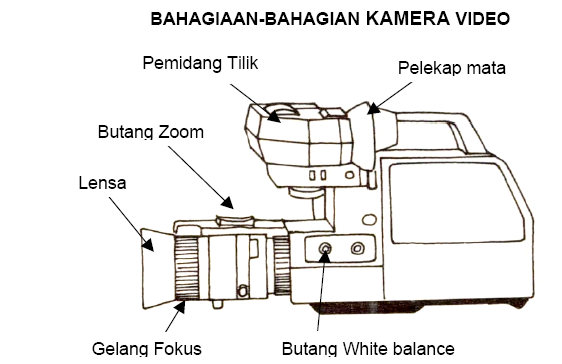 BAHAGIAAN-BAHAGIAN KAMERA VIDEO
Pemidang Tilik
Pelekap mata
Butang Zoom
Lensa
Gelang Fokus
Butang White balance